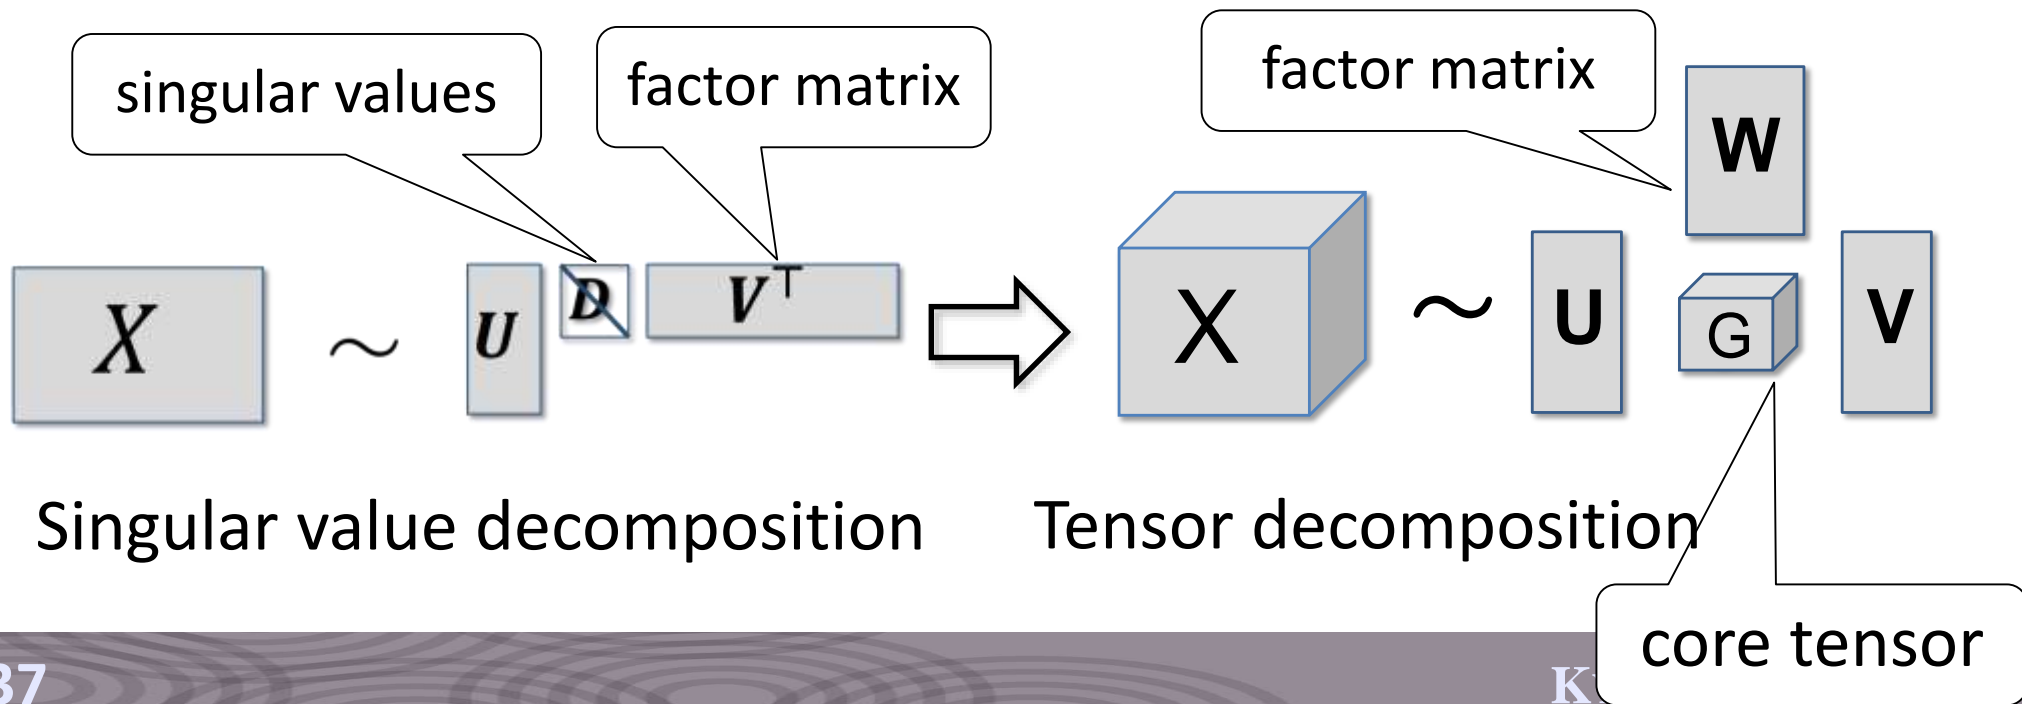 singular values
factor matrix
factor matrix
W
X ~ U D V⊤
X ~ U G V
Singular value decomposition
Tensor decomposition
core tensor
37